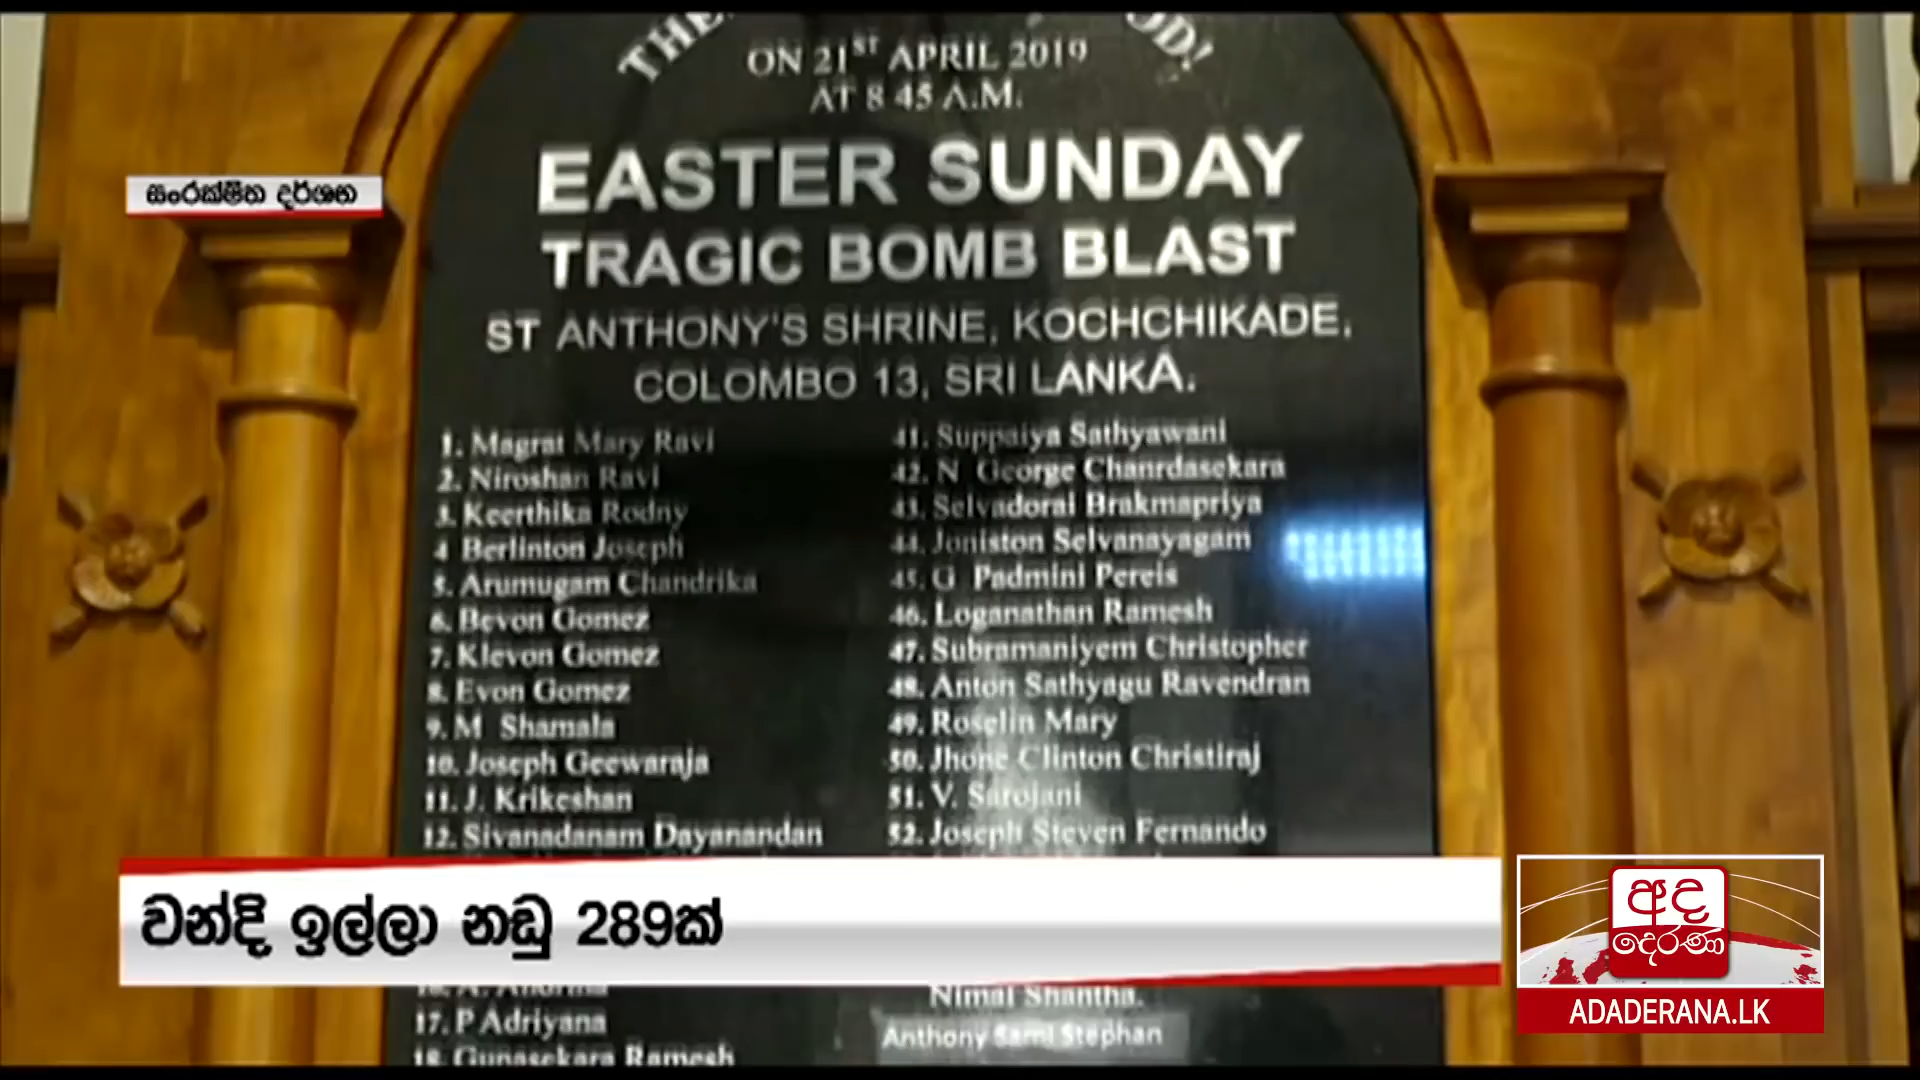 ON 21ST APRIL 2019
AT 8 45 A.M.
EASTER SUNDAY
TRAGIC BOMB BLAST
ST ANTHONY'S SHRINE, KOCHCHIKADE,
COLOMBO 13, SRI LANKA.
සංරක්ෂිත දර්ශන
1. Magrat Mary Ravi
2. Niroshan Ravi
3. Keerthika Rodny
4 Berlinton Joseph
5. Arumugam Chandrika
6. Bevon Gomez
7. Klevon Gomez
8. Evon Gomez
9. M Shamala
10. Joseph Geewaraja
11. J. Krikeshan
12. Sivanadanam Dayanandan
17. P Adriyana
18. Gunasekara Ramesh
41. Suppaiya Sathyawani
42. N George Chanrdasekara
43. Selvadorai Brakmapriya
44. Joniston Selvanayagam
45. G Padmini Pereis
46. Loganathan Ramesh
47. Subramaniyem Christopher
48. Anton Sathyagu Ravendran
49. Roselin Mary
50. Jhone Clinton Christiraj
51. V. Sarojani
52. Joseph Steven Fernando
Nimal Shantha.
Anthony Sami Stephan
වන්දි ඉල්ලා නඩු 289ක්
අද
දෙරණ
ADADERANA.LK